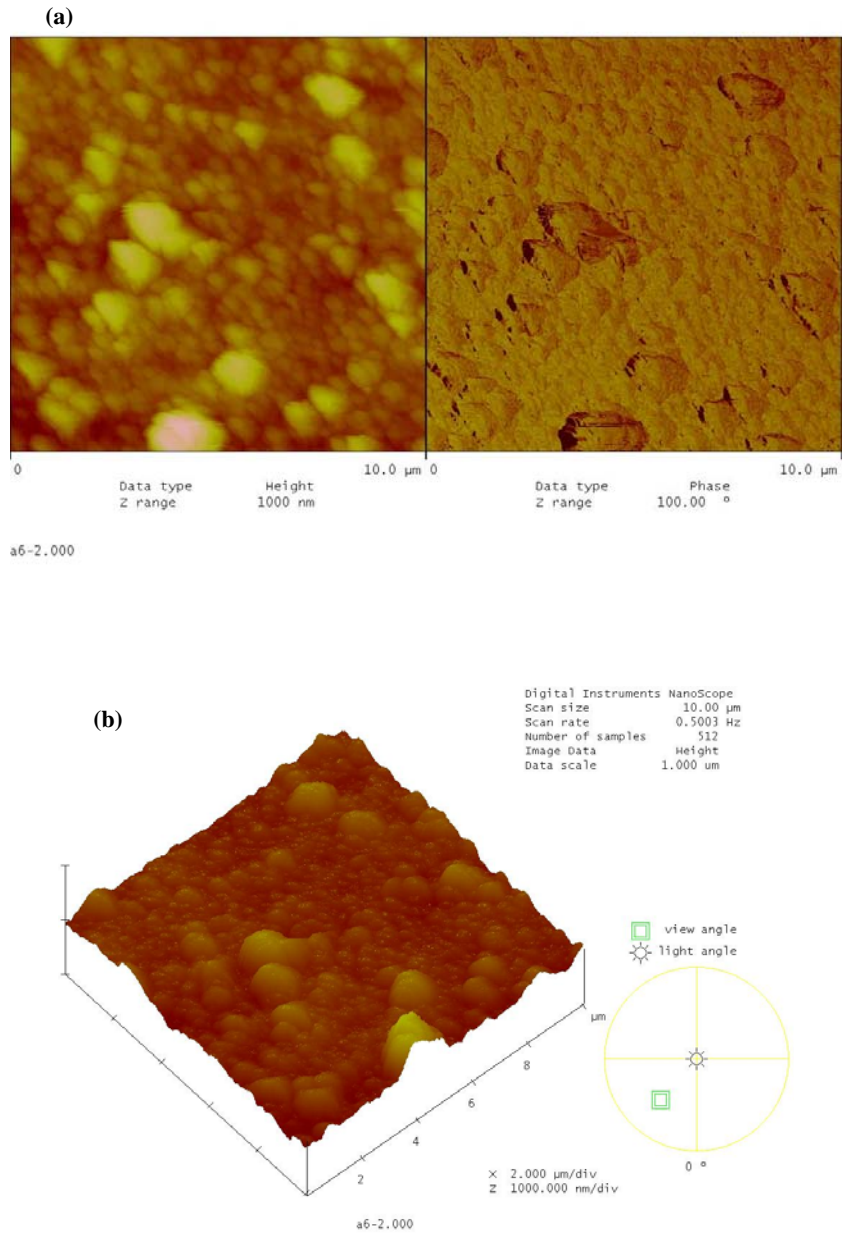 (a)
0 10.0 µm 0 10.0 µm
Data type Height Data type Phase
Z range 1000 nm Z range 100.00 º
a6-2.000
Digital Instruments NanoScope
Scan size 10.00 µm
Scan rate 0.5003 Hz
Number of samples 512
Image Data Height
Data scale 1.000 um
(b)
view angle
light angle
µm
8
6
4
2
0 º
X 2.000 µm/div
Z 1000.000 nm/div
a6-2.000